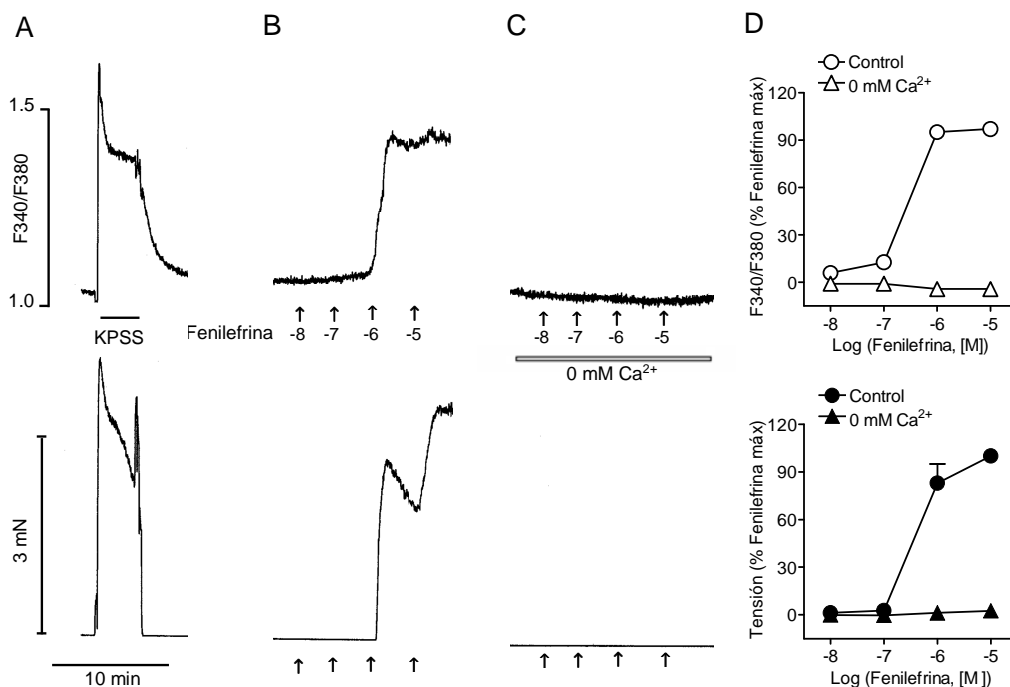 A
B
C
D
1.5
F340/F380
1.0
KPSS
Fenilefrina
-8 -7 -6 -5
-8 -7 -6 -5
0 mM Ca²⁺
3 mN
10 min
Control
0 mM Ca²⁺
F340/F380 (% Fenilefrina máx)
120
90
60
30
0
-8 -7 -6 -5
Log (Fenilefrina, [M])
Control
0 mM Ca²⁺
Tensión (% Fenilefrina máx)
120
90
60
30
0
-8 -7 -6 -5
Log (Fenilefrina, [M])